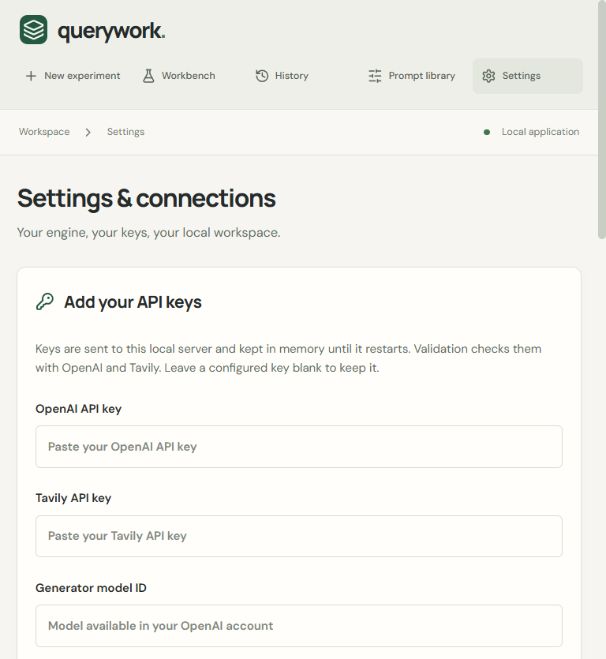 querywork.
New experiment
Workbench
History
Prompt library
Settings
Workspace > Settings
Local application
Settings & connections
Your engine, your keys, your local workspace.
Add your API keys
Keys are sent to this local server and kept in memory until it restarts. Validation checks them
with OpenAI and Tavily. Leave a configured key blank to keep it.
OpenAI API key
Paste your OpenAI API key
Tavily API key
Paste your Tavily API key
Generator model ID
Model available in your OpenAI account